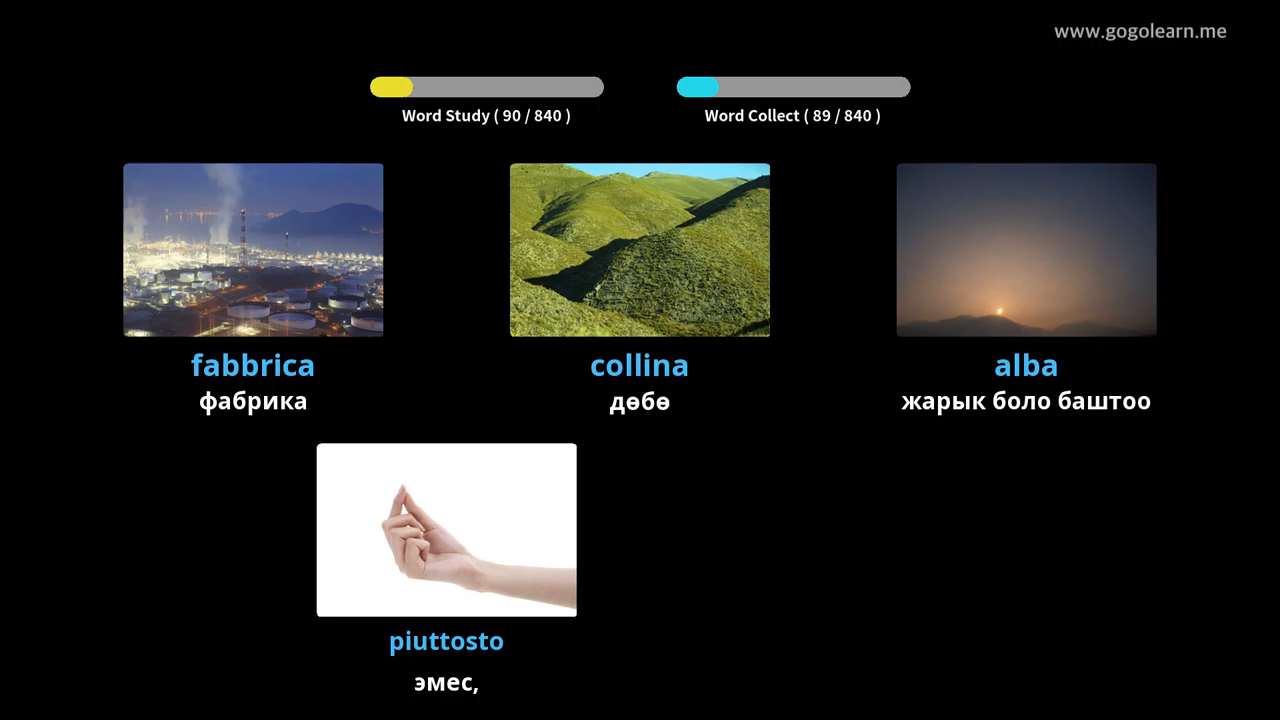 www.gogolearn.me
Word Study ( 90 / 840 )
Word Collect ( 89 / 840 )
fabbrica
фабрика
collina
дөбө
alba
жарык боло баштоо
piuttosto
эмес,